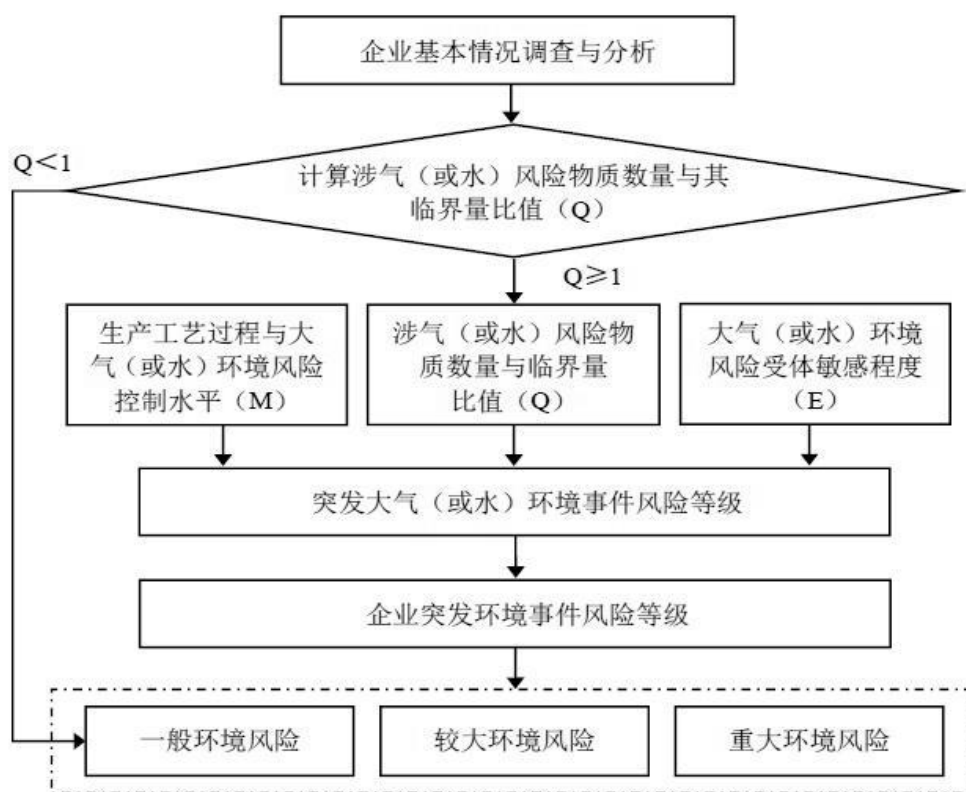 企业基本情况调查与分析
Q＜1
计算涉气（或水）风险物质数量与其
临界量比值（Q）
Q≥1
生产工艺过程与大
气（或水）环境风险
控制水平（M）
涉气（或水）风险物
质数量与临界量
比值（Q）
大气（或水）环境
风险受体敏感程度
（E）
突发大气（或水）环境事件风险等级
企业突发环境事件风险等级
一般环境风险
较大环境风险
重大环境风险